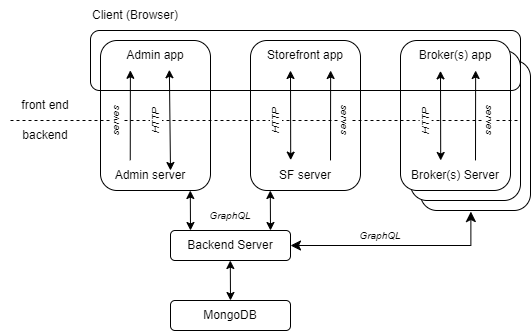 Client (Browser)
Admin app
Storefront app
Broker(s) app
front end
serves
HTTP
HTTP
serves
HTTP
serves
backend
Admin server
SF server
Broker(s) Server
GraphQL
GraphQL
Backend Server
MongoDB